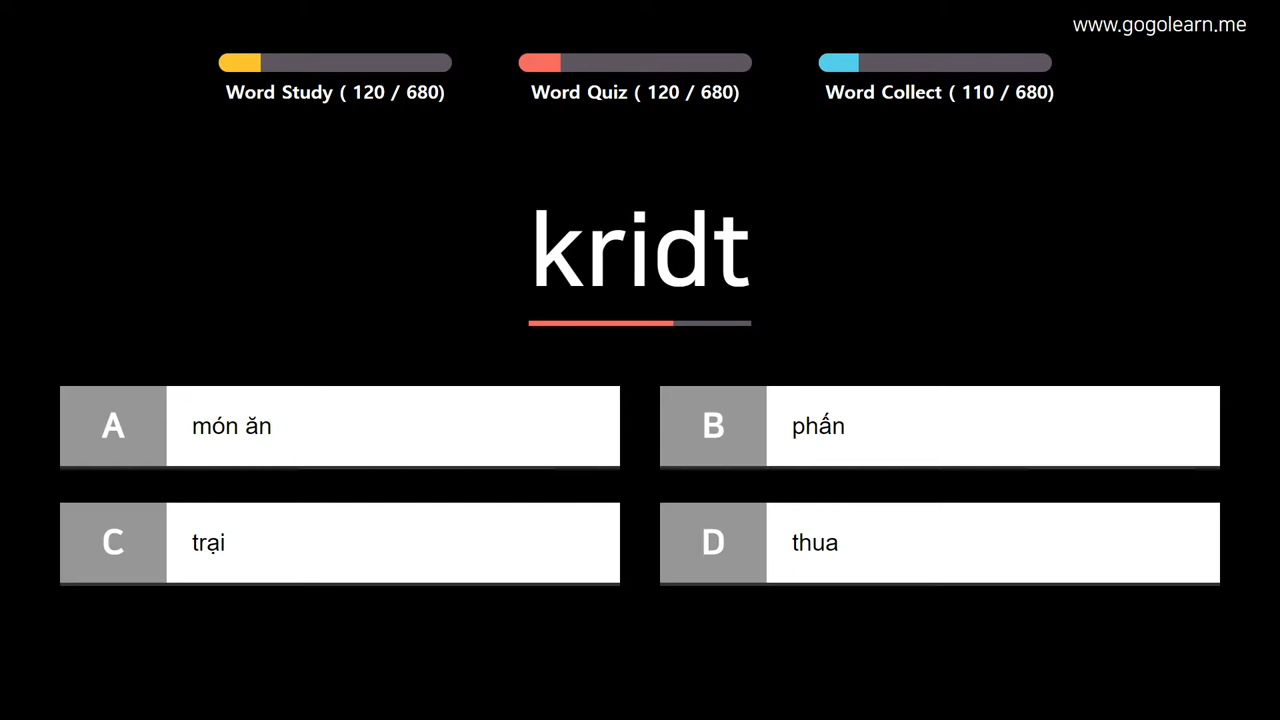 www.gogolearn.me
Word Study ( 120 / 680)
Word Quiz ( 120 / 680)
Word Collect ( 110 / 680)
kridt
A món ăn
B phấn
C trại
D thua